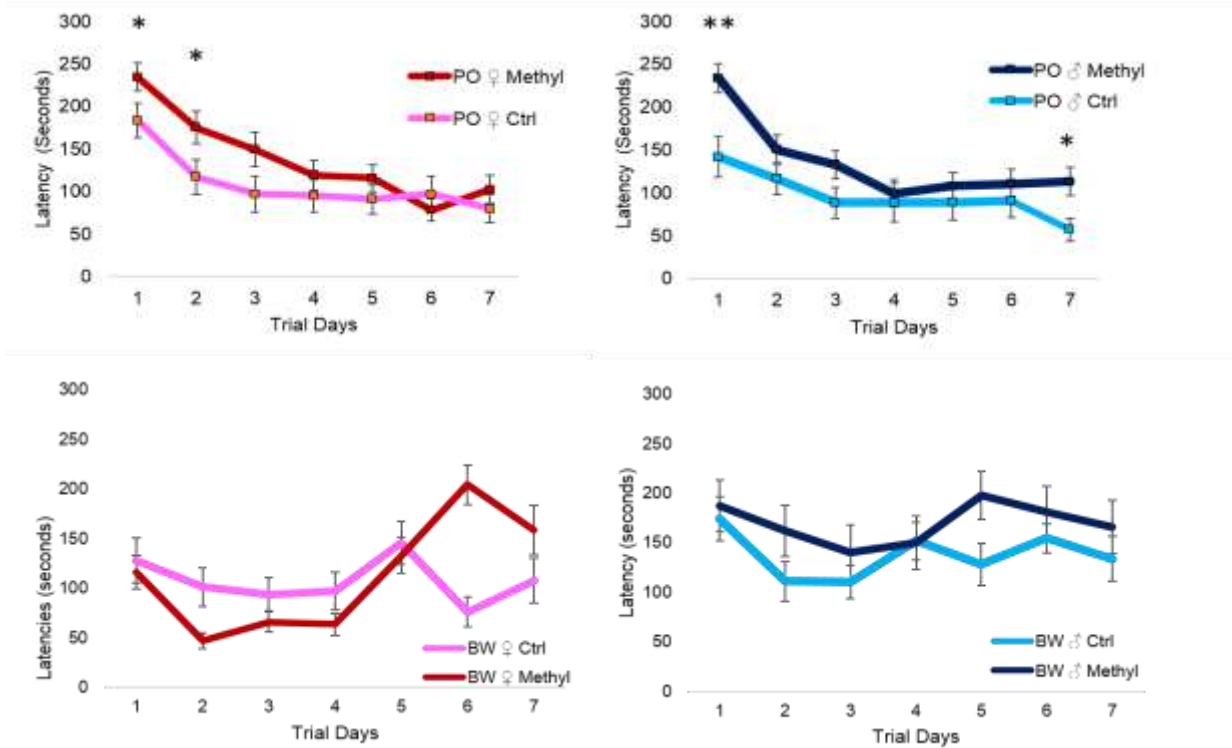 300
250
200
150
100
50
0
Latency (Seconds)
*
*
PO ♀ Methyl
PO ♀ Ctrl
1 2 3 4 5 6 7
Trial Days
300
250
200
150
100
50
0
Latency (Seconds)
**
*
PO ♂ Methyl
PO ♂ Ctrl
1 2 3 4 5 6 7
Trial Days
300
250
200
150
100
50
0
Latencies (seconds)
BW ♀ Ctrl
BW ♀ Methyl
1 2 3 4 5 6 7
Trial Days
300
250
200
150
100
50
0
Latency (seconds)
BW ♂ Ctrl
BW ♂ Methyl
1 2 3 4 5 6 7
Trial Days